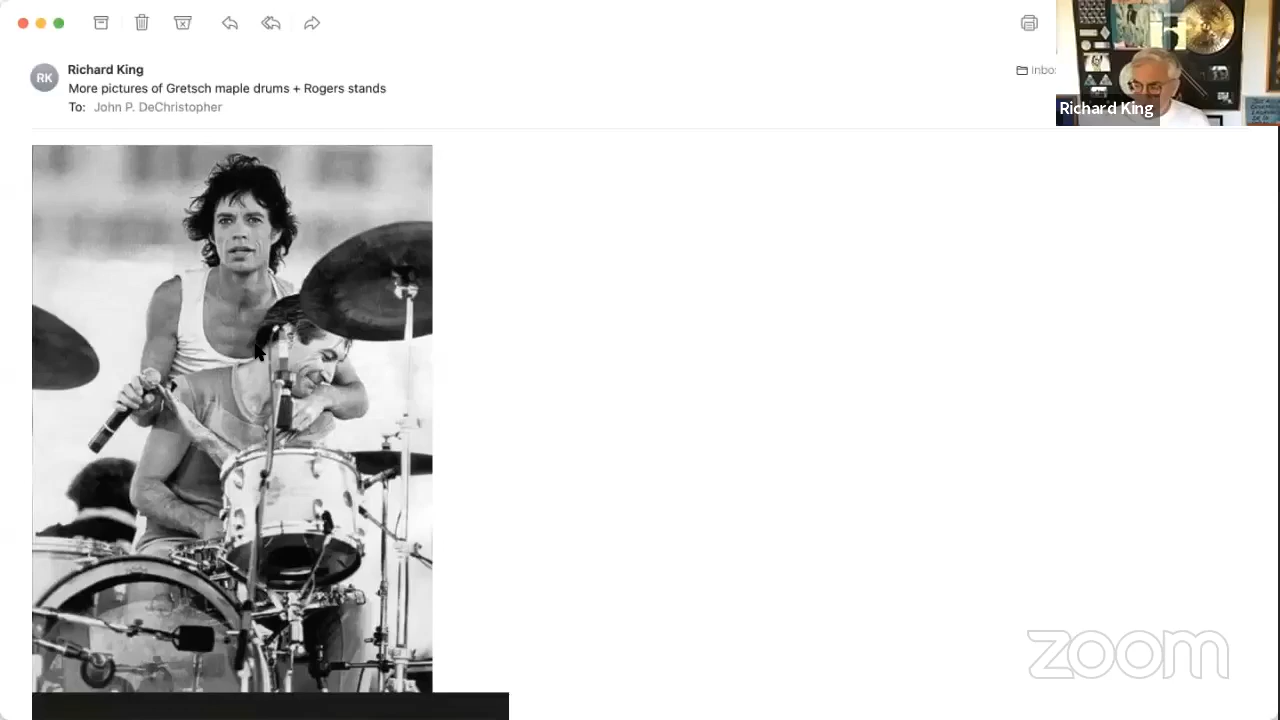 RK
Richard King
More pictures of Gretsch maple drums + Rogers stands
To: John P. DeChristopher
Inbo
Richard King
zoom